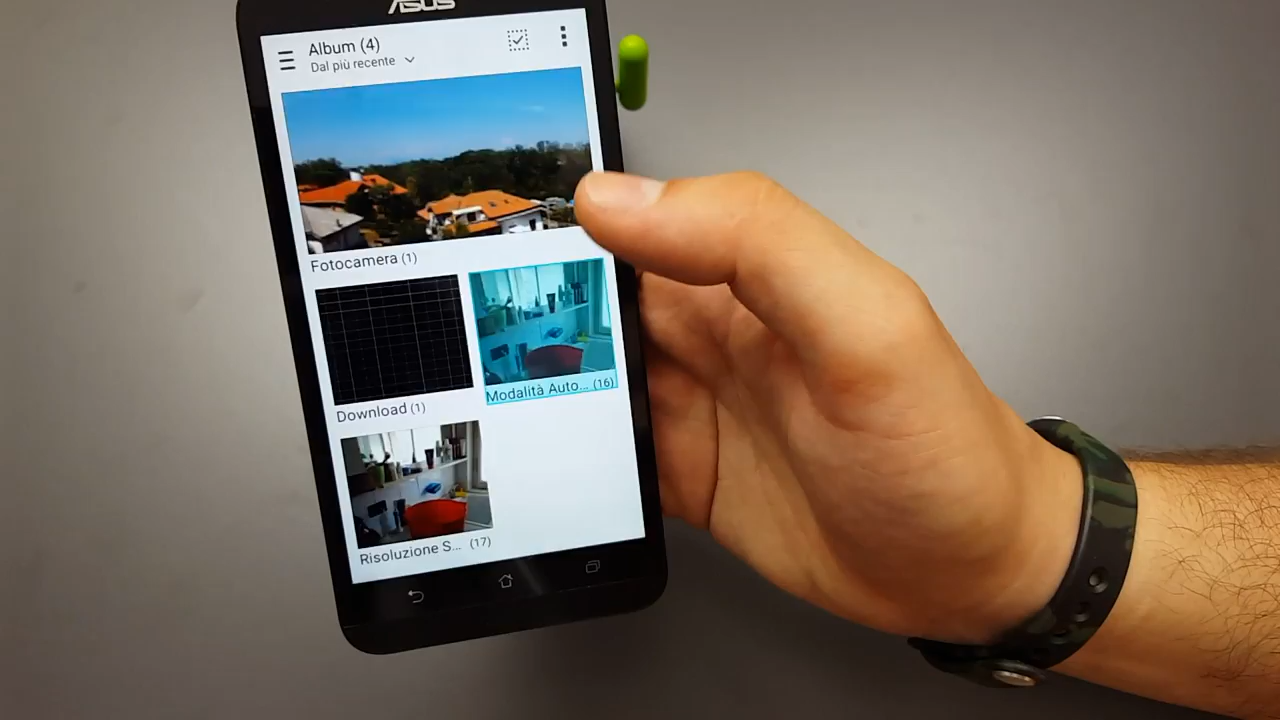 ASUS
Album (4)
Dal più recente
Fotocamera (1)
Download (1)
Modalità Auto... (16)
Risoluzione S... (17)